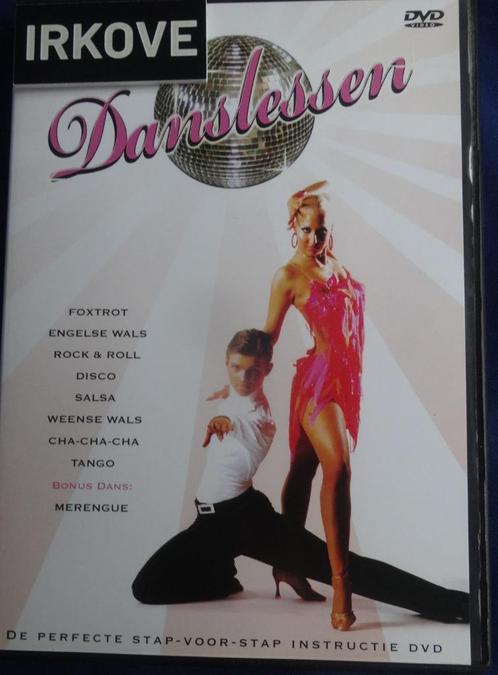 IRKOVE
DVD
VIDEO
Danslessen
FOXTROT
ENGELSE WALS
ROCK & ROLL
DISCO
SALSA
WEENSE WALS
CHA-CHA-CHA
TANGO
BONUS DANS:
MERENGUE
DE PERFECTE STAP-VOOR-STAP INSTRUCTIE DVD